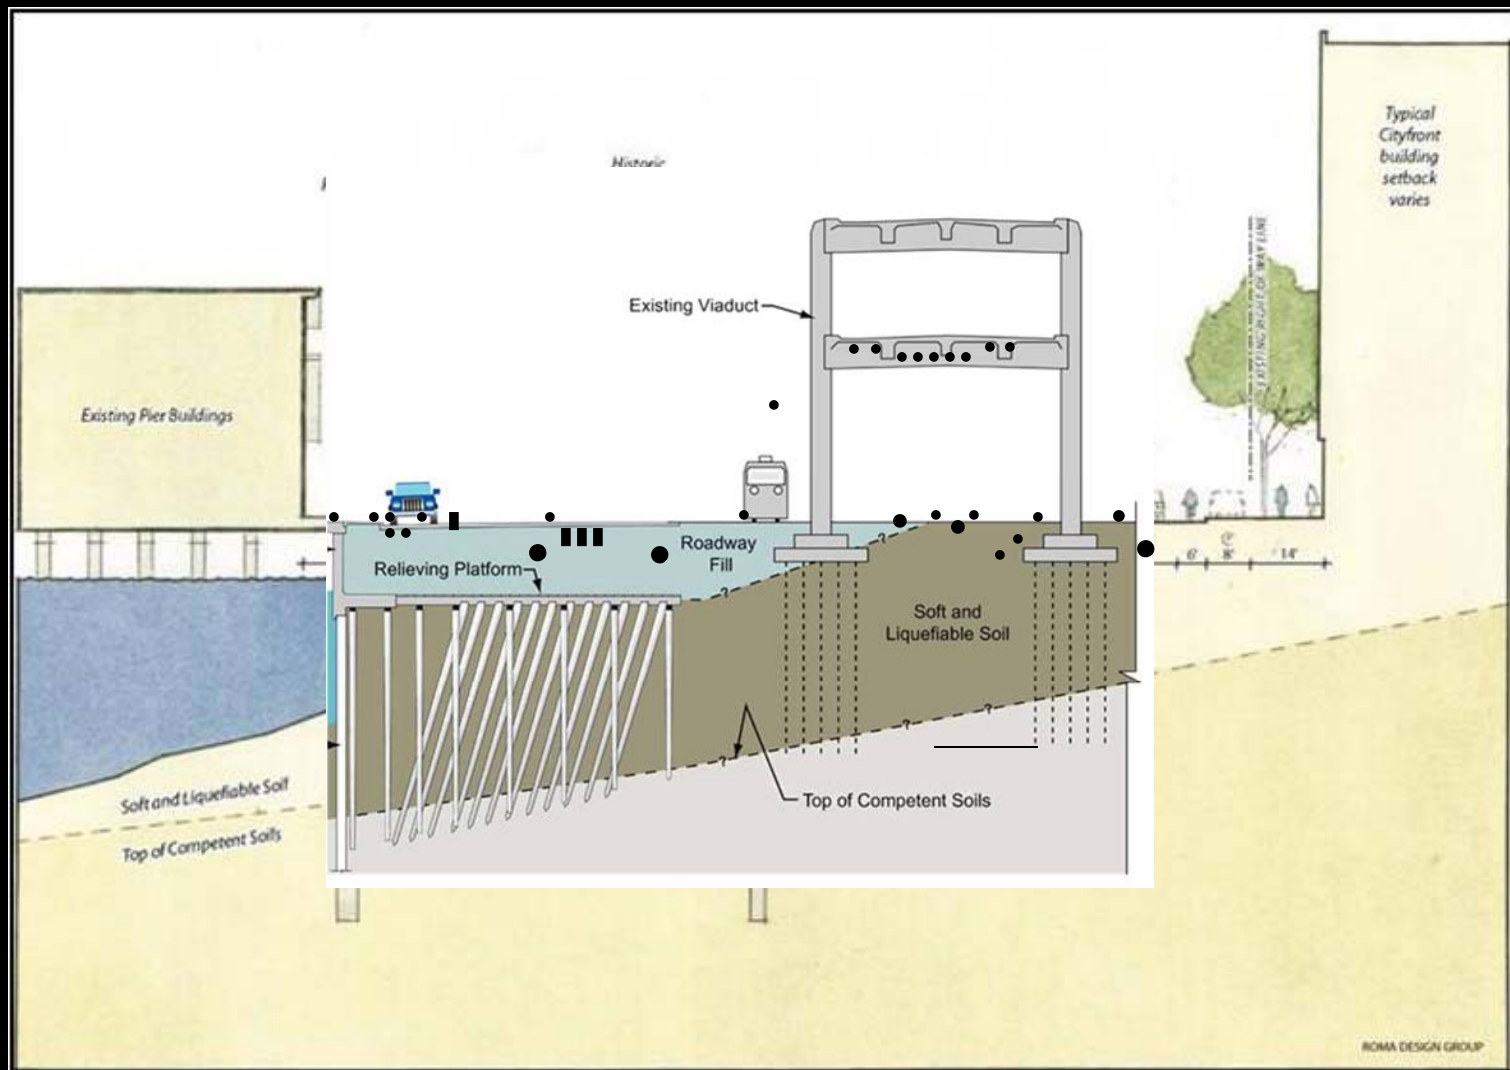 Typical
Cityfront
building
setback
varies
Historic
EXISTING RIGHT OF WAY LINE
Existing Viaduct
Existing Pier Buildings
Roadway
Fill
Relieving Platform
6'
8'
14'
Soft and
Liquefiable Soil
?
?
?
?
?
Soft and Liquefiable Soil
Top of Competent Soils
Top of Competent Soils
ROMA DESIGN GROUP